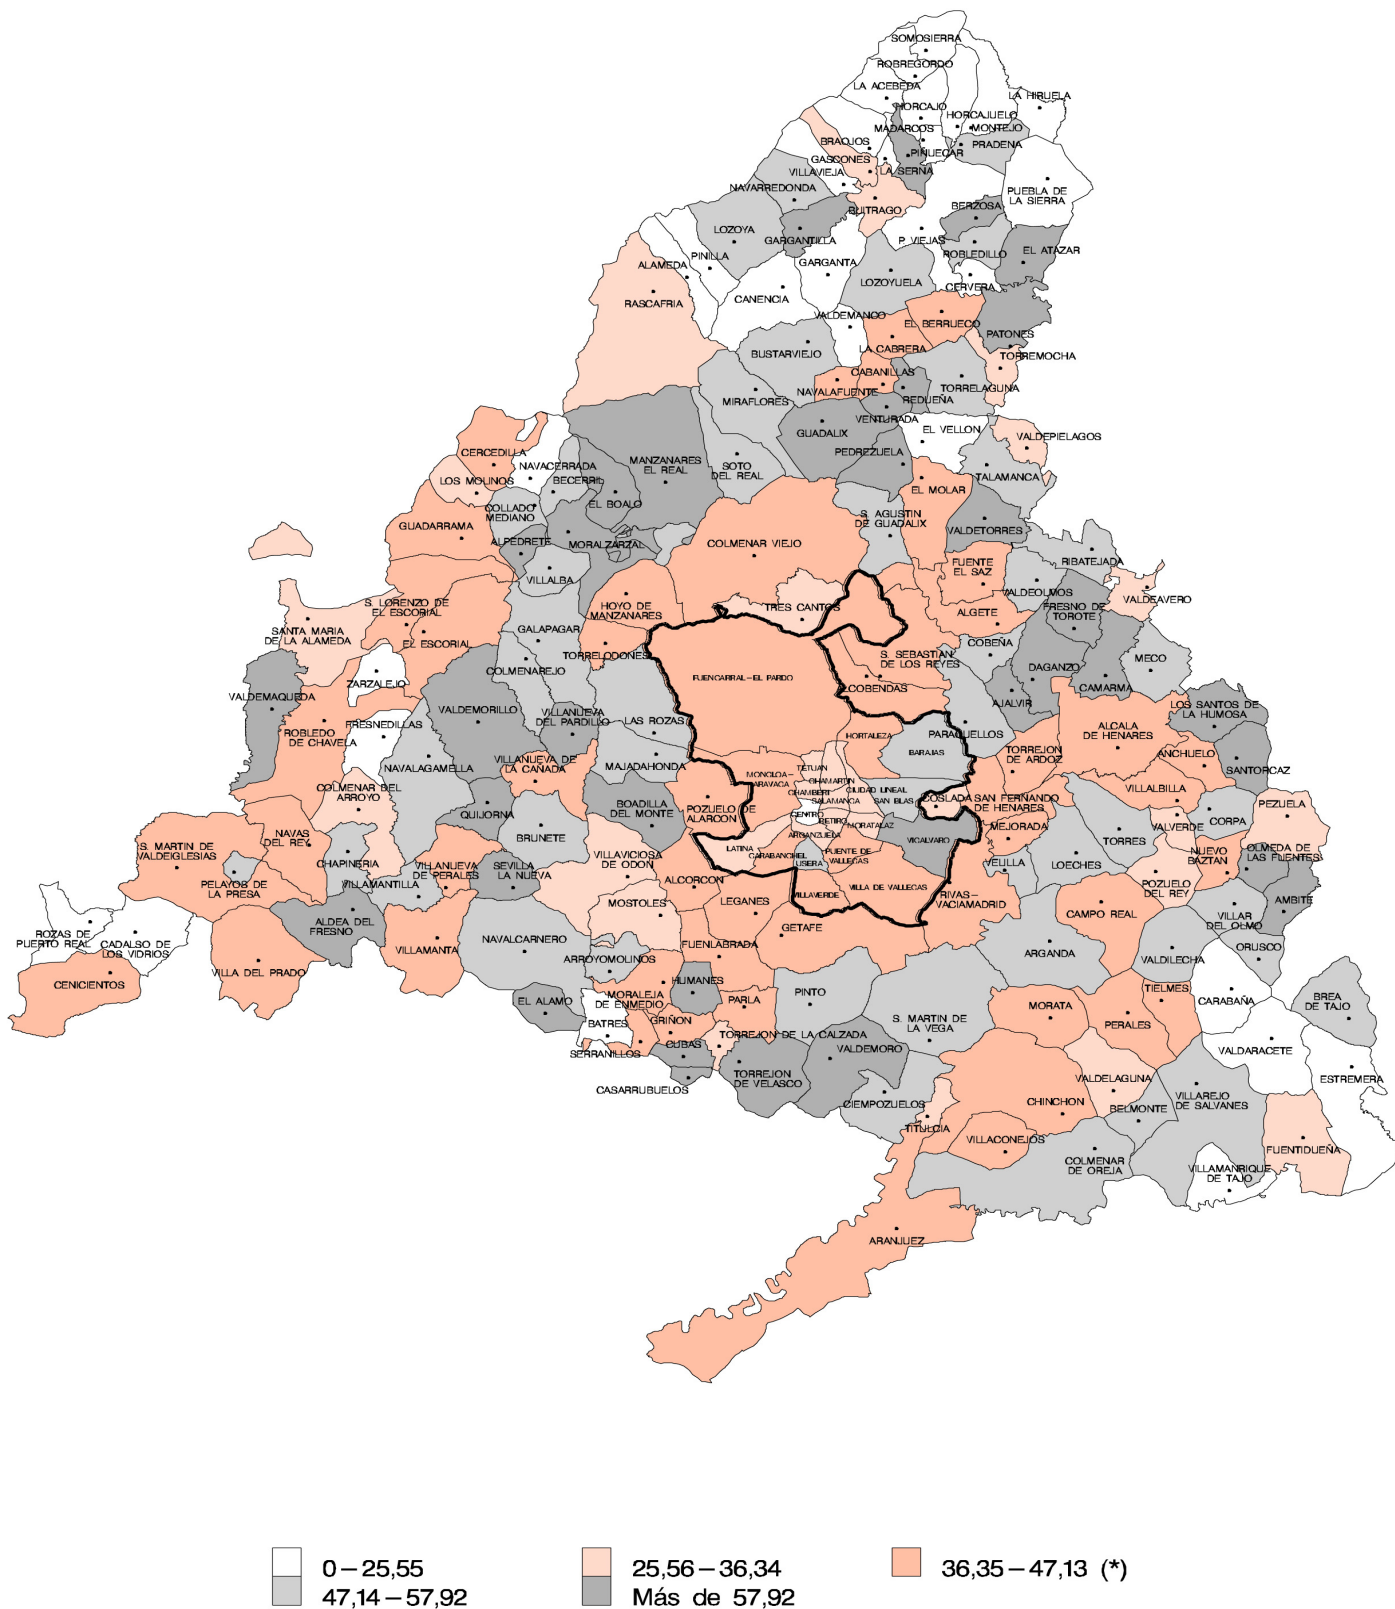 SOMOSIERRA
ROBREGORDO
LA ACEBEDA
LA HIRUELA
HORCAJO
HORCAJUELO
MADARCOS
MONTEJO
BRAOJOS
PRADENA
PIÑUECAR
GASCONES
VILLAVIEJA
LA SERNA
NAVARREDONDA
PUEBLA DE
LA SIERRA
BUITRAGO
BERZOSA
LOZOYA
GARGANTILLA
P. VIEJAS
ROBLEDILLO
EL ATAZAR
PINILLA
ALAMEDA
GARGANTA
LOZOYUELA
CERVERA
RASCAFRIA
CANENCIA
VALDEMANCO
EL BERRUECO
PATONES
LA CABRERA
BUSTARVIEJO
TORREMOCHA
CABANILLAS
NAVALAFUENTE
TORRELAGUNA
MIRAFLORES
REDUEÑA
VENTURADA
GUADALIX
EL VELLON
VALDEPIELAGOS
CERCEDILLA
NAVACERRADA
MANZANARES
EL REAL
SOTO
DEL REAL
PEDREZUELA
TALAMANCA
LOS MOLINOS
BECERRIL
EL MOLAR
EL BOALO
COLLADO
MEDIANO
S. AGUSTIN
DE GUADALIX
GUADARRAMA
VALDETORRES
ALPEDRETE
MORALZARZAL
COLMENAR VIEJO
RIBATEJADA
FUENTE
EL SAZ
VILLALBA
VALDEOLMOS
VALDEAVERO
S. LORENZO DE
EL ESCORIAL
HOYO DE
MANZANARES
TRES CANTOS
FRESNO DE
TOROTE
ALGETE
SANTA MARIA
DE LA ALAMEDA
GALAPAGAR
EL ESCORIAL
COBEÑA
TORRELODONES
S. SEBASTIAN
DE LOS REYES
MECO
DAGANZO
COLMENAREJO
ZARZALEJO
FUENCARRAL-EL PARDO
CAMARMA
ALCOBENDAS
VALDEMAQUEDA
AJALVIR
LOS SANTOS DE
LA HUMOSA
VALDEMORILLO
VILLANUEVA
DEL PARDILLO
FRESNEDILLAS
LAS ROZAS
ALCALA
DE HENARES
ROBLEDO
DE CHAVELA
HORTALEZA
PARACUELLOS
BARAJAS
TORREJON
DE ARDOZ
ANCHUELO
VILLANUEVA DE
LA CAÑADA
NAVALAGAMELLA
MAJADAHONDA
TETUAN
SANTORCAZ
MONCLOA-
ARAVACA
CHAMARTIN
COLMENAR DEL
ARROYO
CHAMBERI
CIUDAD LINEAL
VILLALBILLA
SALAMANCA
SAN BLAS
COSLADA
SAN FERNANDO
DE HENARES
PEZUELA
BOADILLA
DEL MONTE
POZUELO DE
ALARCON
QUIJORNA
CENTRO
RETIRO
MORATALAZ
MEJORADA
VALVERDE
CORPA
NAVAS
DEL REY
BRUNETE
ARGANZUELA
VICALVARO
TORRES
S. MARTIN DE
VALDEIGLESIAS
LATINA
PUENTE DE
VALLECAS
NUEVO
BAZTAN
OLMEDA DE
LAS FUENTES
CHAPINERIA
VILLAVICIOSA
DE ODON
CARABANCHEL
USERA
VELILLA
LOECHES
VILLANUEVA
DE PERALES
SEVILLA
LA NUEVA
PELAYOS DE
LA PRESA
VILLAMANTILLA
ALCORCON
POZUELO
DEL REY
VILLAVERDE
VILLA DE VALLECAS
RIVAS-
VACIAMADRID
MOSTOLES
LEGANES
AMBITE
ALDEA DEL
FRESNO
CAMPO REAL
VILLAR
DEL OLMO
ROZAS DE
PUERTO REAL
GETAFE
CADALSO DE
LOS VIDRIOS
VILLAMANTA
NAVALCARNERO
FUENLABRADA
ORUSCO
ARGANDA
VALDILECHA
ARROYOMOLINOS
VILLA DEL PRADO
CENICIENTOS
HUMANES
TIELMES
MORALEJA
DE ENMEDIO
PARLA
PINTO
EL ALAMO
CARABAÑA
BREA
DE TAJO
MORATA
S. MARTIN DE
LA VEGA
PERALES
BATRES
GRIÑON
TORREJON DE LA CALZADA
CUBAS
VALDEMORO
VALDARACETE
SERRANILLOS
TORREJON
DE VELASCO
VALDELAGUNA
ESTREMERA
CASARRUBUELOS
CIEMPOZUELOS
CHINCHON
BELMONTE
VILLAREJO
DE SALVANES
TITULCIA
VILLACONEJOS
FUENTIDUEÑA
COLMENAR
DE OREJA
VILLAMANRIQUE
DE TAJO
ARANJUEZ
0-25,55
25,56-36,34
36,35-47,13 (*)
47,14-57,92
Más de 57,92